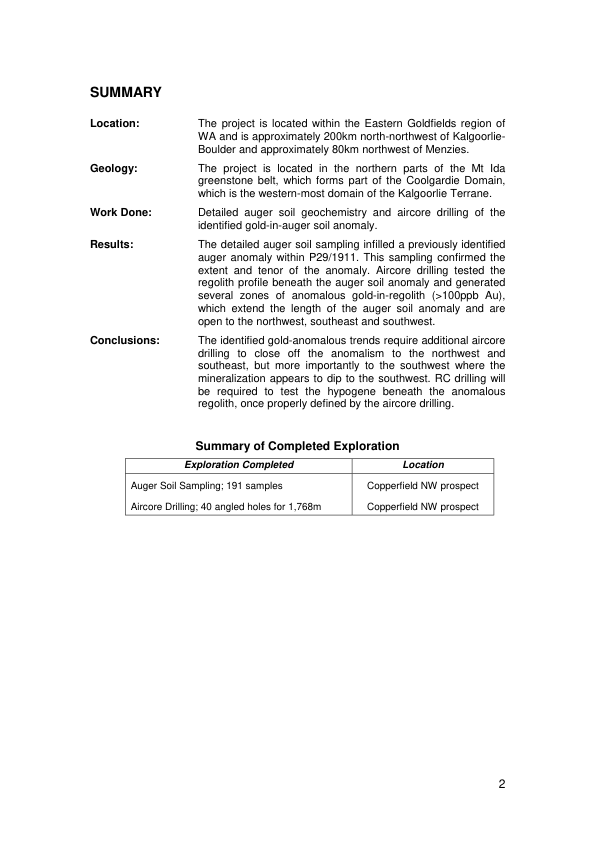 SUMMARY
Location: The project is located within the Eastern Goldfields region of
WA and is approximately 200km north-northwest of Kalgoorlie-
Boulder and approximately 80km northwest of Menzies.
Geology: The project is located in the northern parts of the Mt Ida
greenstone belt, which forms part of the Coolgardie Domain,
which is the western-most domain of the Kalgoorlie Terrane.
Work Done: Detailed auger soil geochemistry and aircore drilling of the
identified gold-in-auger soil anomaly.
Results: The detailed auger soil sampling infilled a previously identified
auger anomaly within P29/1911. This sampling confirmed the
extent and tenor of the anomaly. Aircore drilling tested the
regolith profile beneath the auger soil anomaly and generated
several zones of anomalous gold-in-regolith (>100ppb Au),
which extend the length of the auger soil anomaly and are
open to the northwest, southeast and southwest.
Conclusions: The identified gold-anomalous trends require additional aircore
drilling to close off the anomalism to the northwest and
southeast, but more importantly to the southwest where the
mineralization appears to dip to the southwest. RC drilling will
be required to test the hypogene beneath the anomalous
regolith, once properly defined by the aircore drilling.
Summary of Completed Exploration
Exploration Completed Location
Auger Soil Sampling; 191 samples Copperfield NW prospect
Aircore Drilling; 40 angled holes for 1,768m Copperfield NW prospect
2